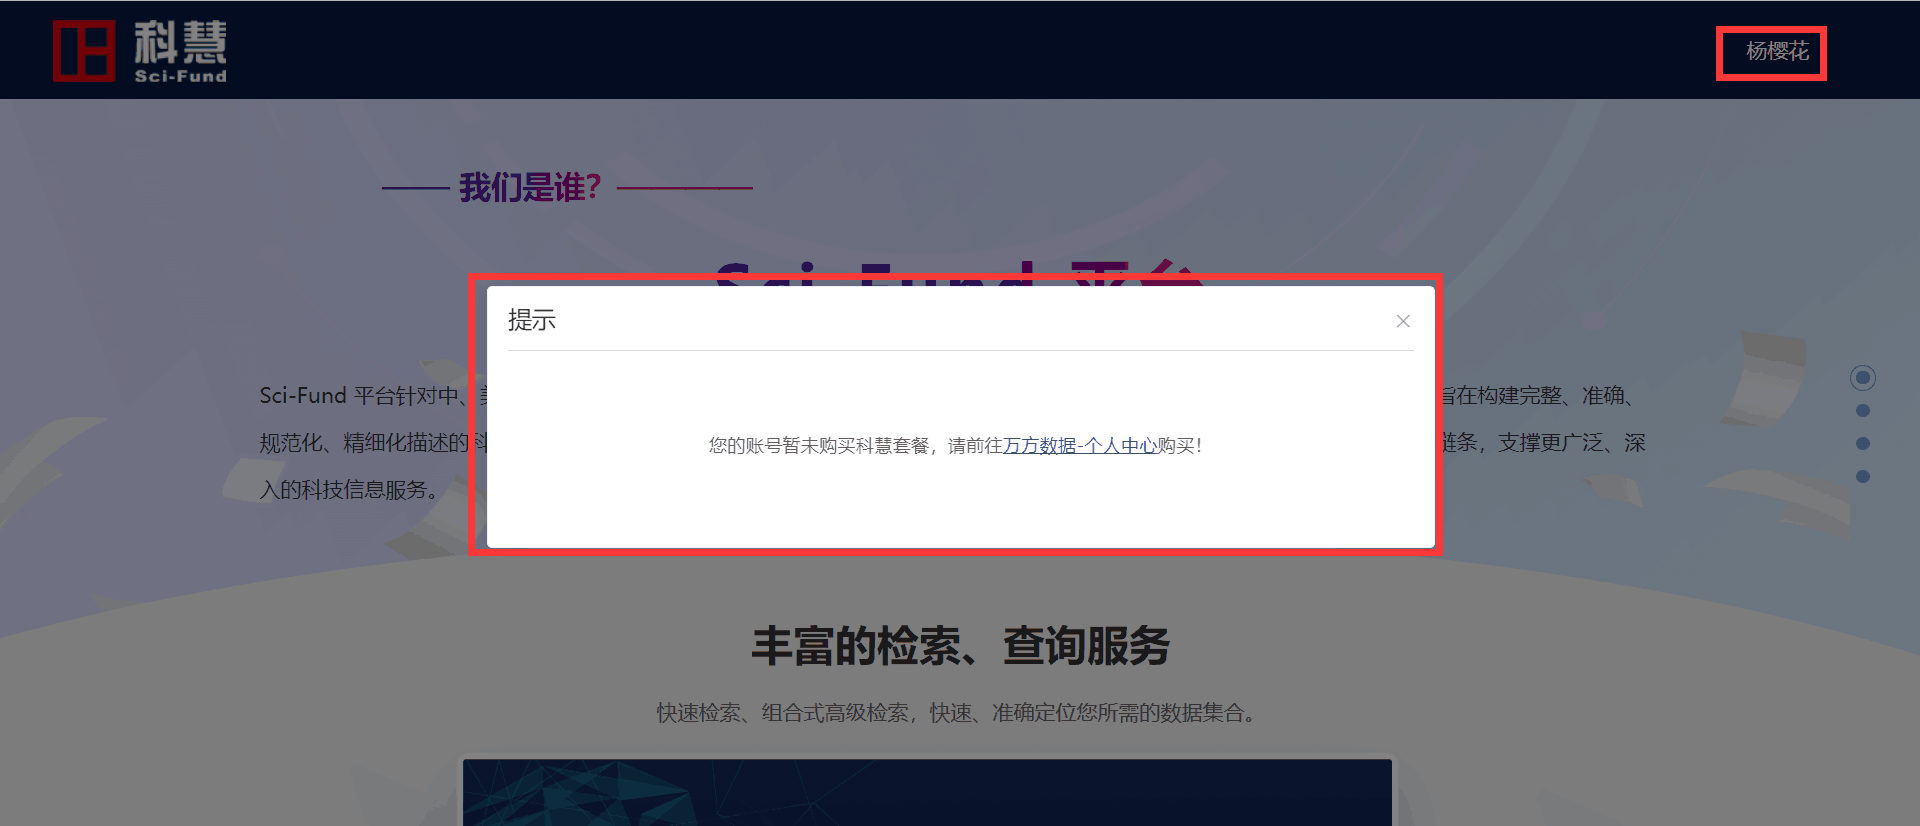 科慧
Sci-Fund
杨樱花
我们是谁?
提示
Sci-Fund 平台针对中、
旨在构建完整、准确、
您的账号暂未购买科慧套餐，请前往万方数据-个人中心购买！
规范化、精细化描述的科
链条，支撑更广泛、深
入的科技信息服务。
丰富的检索、查询服务
快速检索、组合式高级检索，快速、准确定位您所需的数据集合。